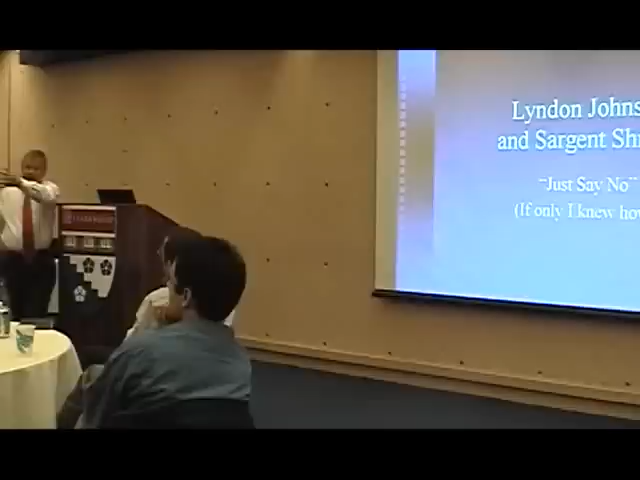 Lyndon Johns
and Sargent Shr
"Just Say No"
(If only I knew how